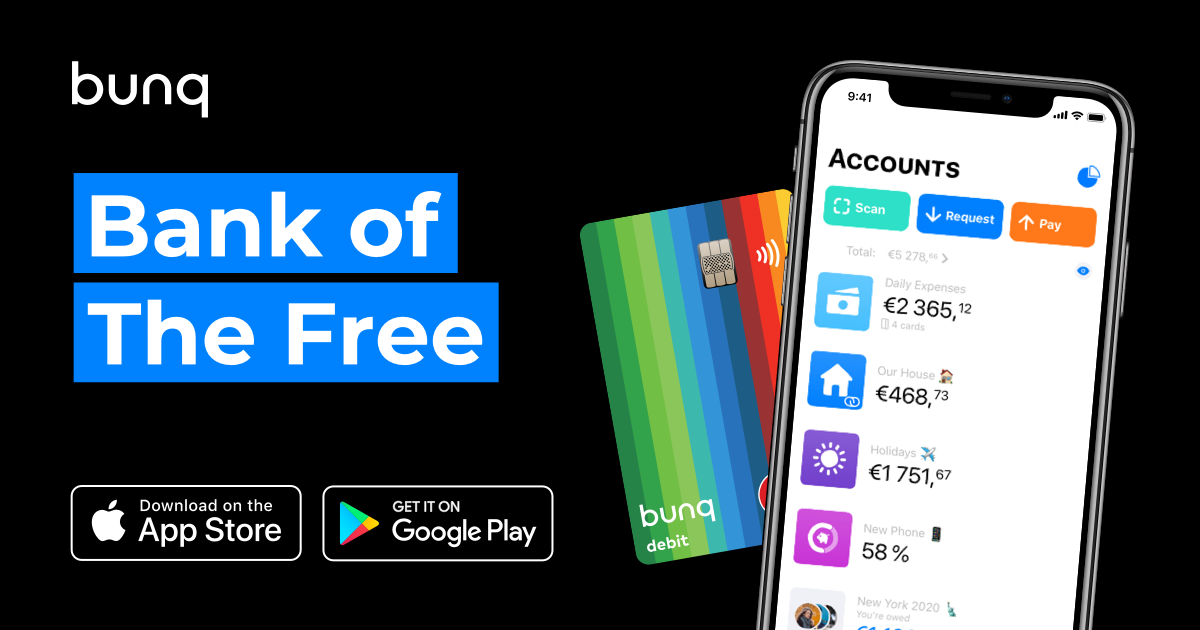 bunq
Bank of
The Free
Download on the
App Store
GET IT ON
Google Play
bunq
debit
9:41
ACCOUNTS
Scan
Request
Pay
Total: €5 278,66
Daily Expenses
€2 365,12
4 cards
Our House
€468,73
Holidays
€1 751,67
New Phone
58 %
New York 2020
You're owed